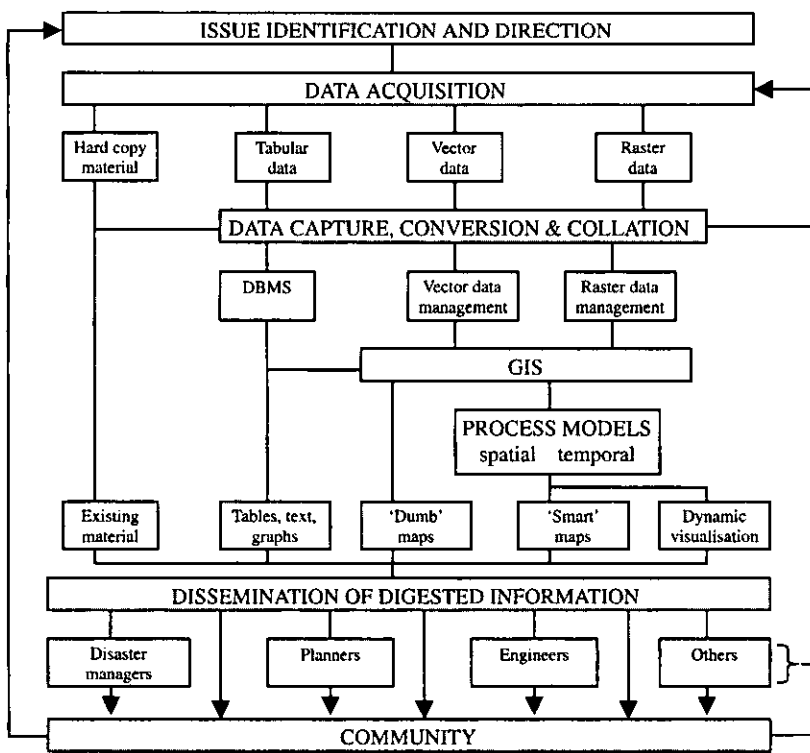 ISSUE IDENTIFICATION AND DIRECTION
DATA ACQUISITION
Hard copy
material
Tabular
data
Vector
data
Raster
data
DATA CAPTURE, CONVERSION & COLLATION
DBMS
Vector data
management
Raster data
management
GIS
PROCESS MODELS
spatial temporal
Existing
material
Tables, text,
graphs
‘Dumb’
maps
‘Smart’
maps
Dynamic
visualisation
DISSEMINATION OF DIGESTED INFORMATION
Disaster
managers
Planners
Engineers
Others
COMMUNITY